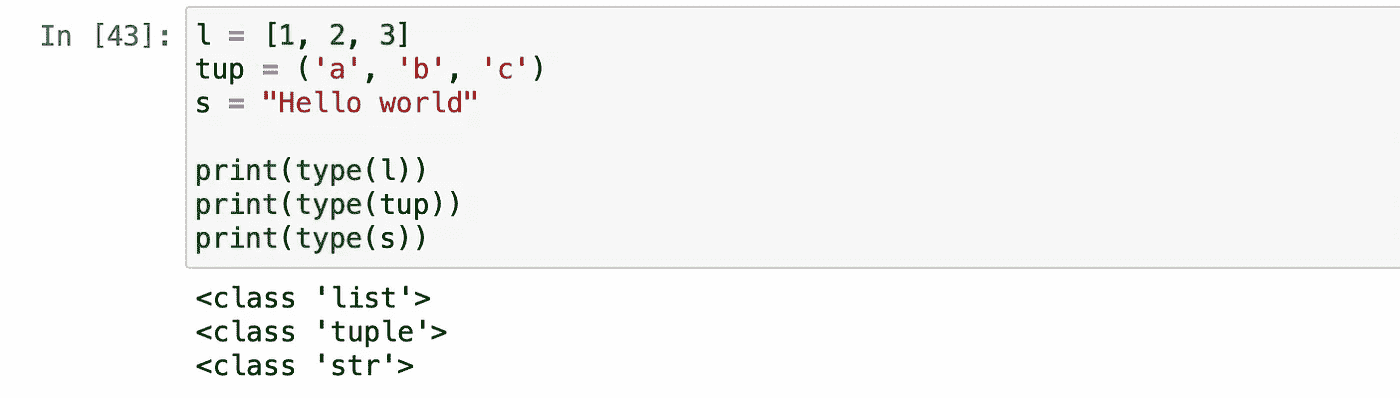 In [43]: l = [1, 2, 3]
tup = ('a', 'b', 'c')
s = "Hello world"
print(type(l))
print(type(tup))
print(type(s))
<class 'list'>
<class 'tuple'>
<class 'str'>